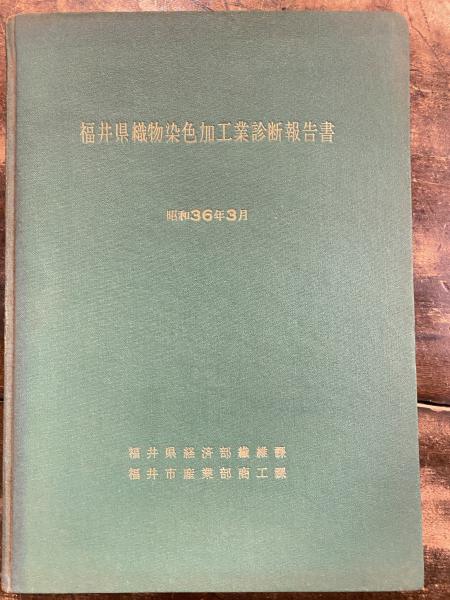 福井県織物染色加工業診断報告書
昭和36年3月
福井県経済部繊維課
福井市産業部商工課